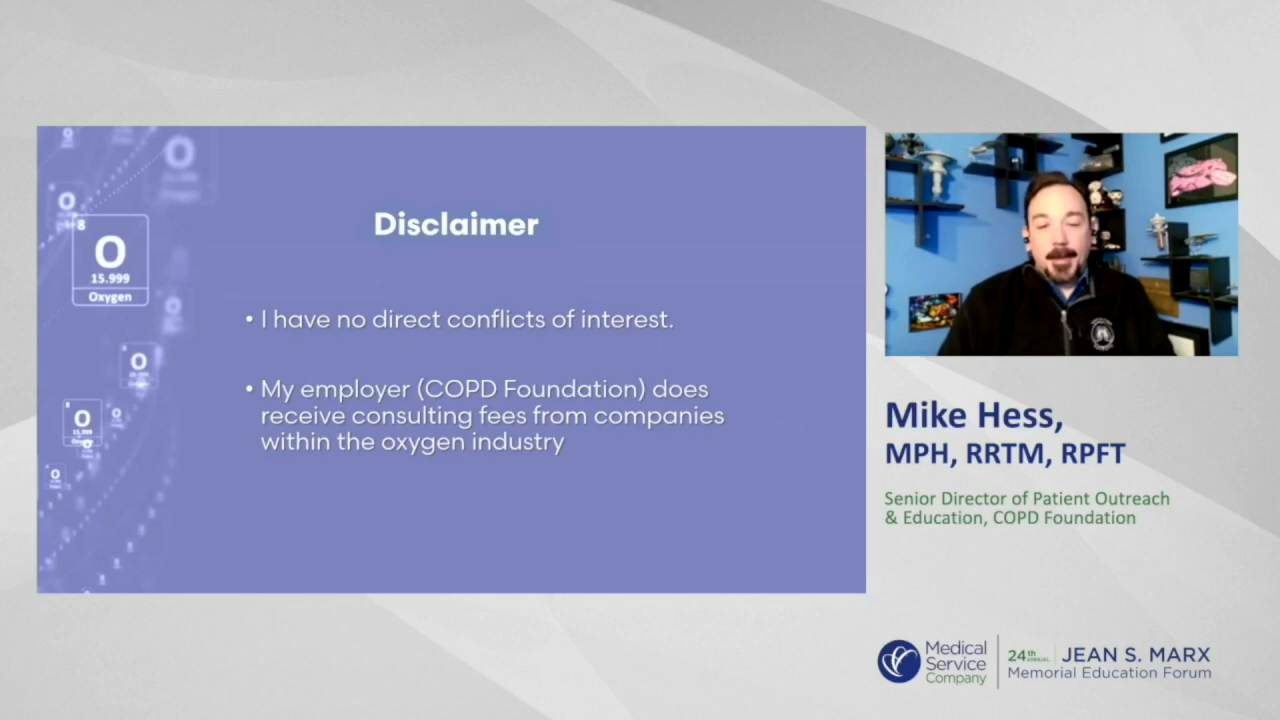 Disclaimer
• I have no direct conflicts of interest.
• My employer (COPD Foundation) does
receive consulting fees from companies
within the oxygen industry
8
O
15.999
Oxygen
O
O
O
O
O
O
O
O
Mike Hess,
MPH, RRTM, RPFT
Senior Director of Patient Outreach
& Education, COPD Foundation
Medical
Service
Company
24th ANNUAL JEAN S. MARX
Memorial Education Forum